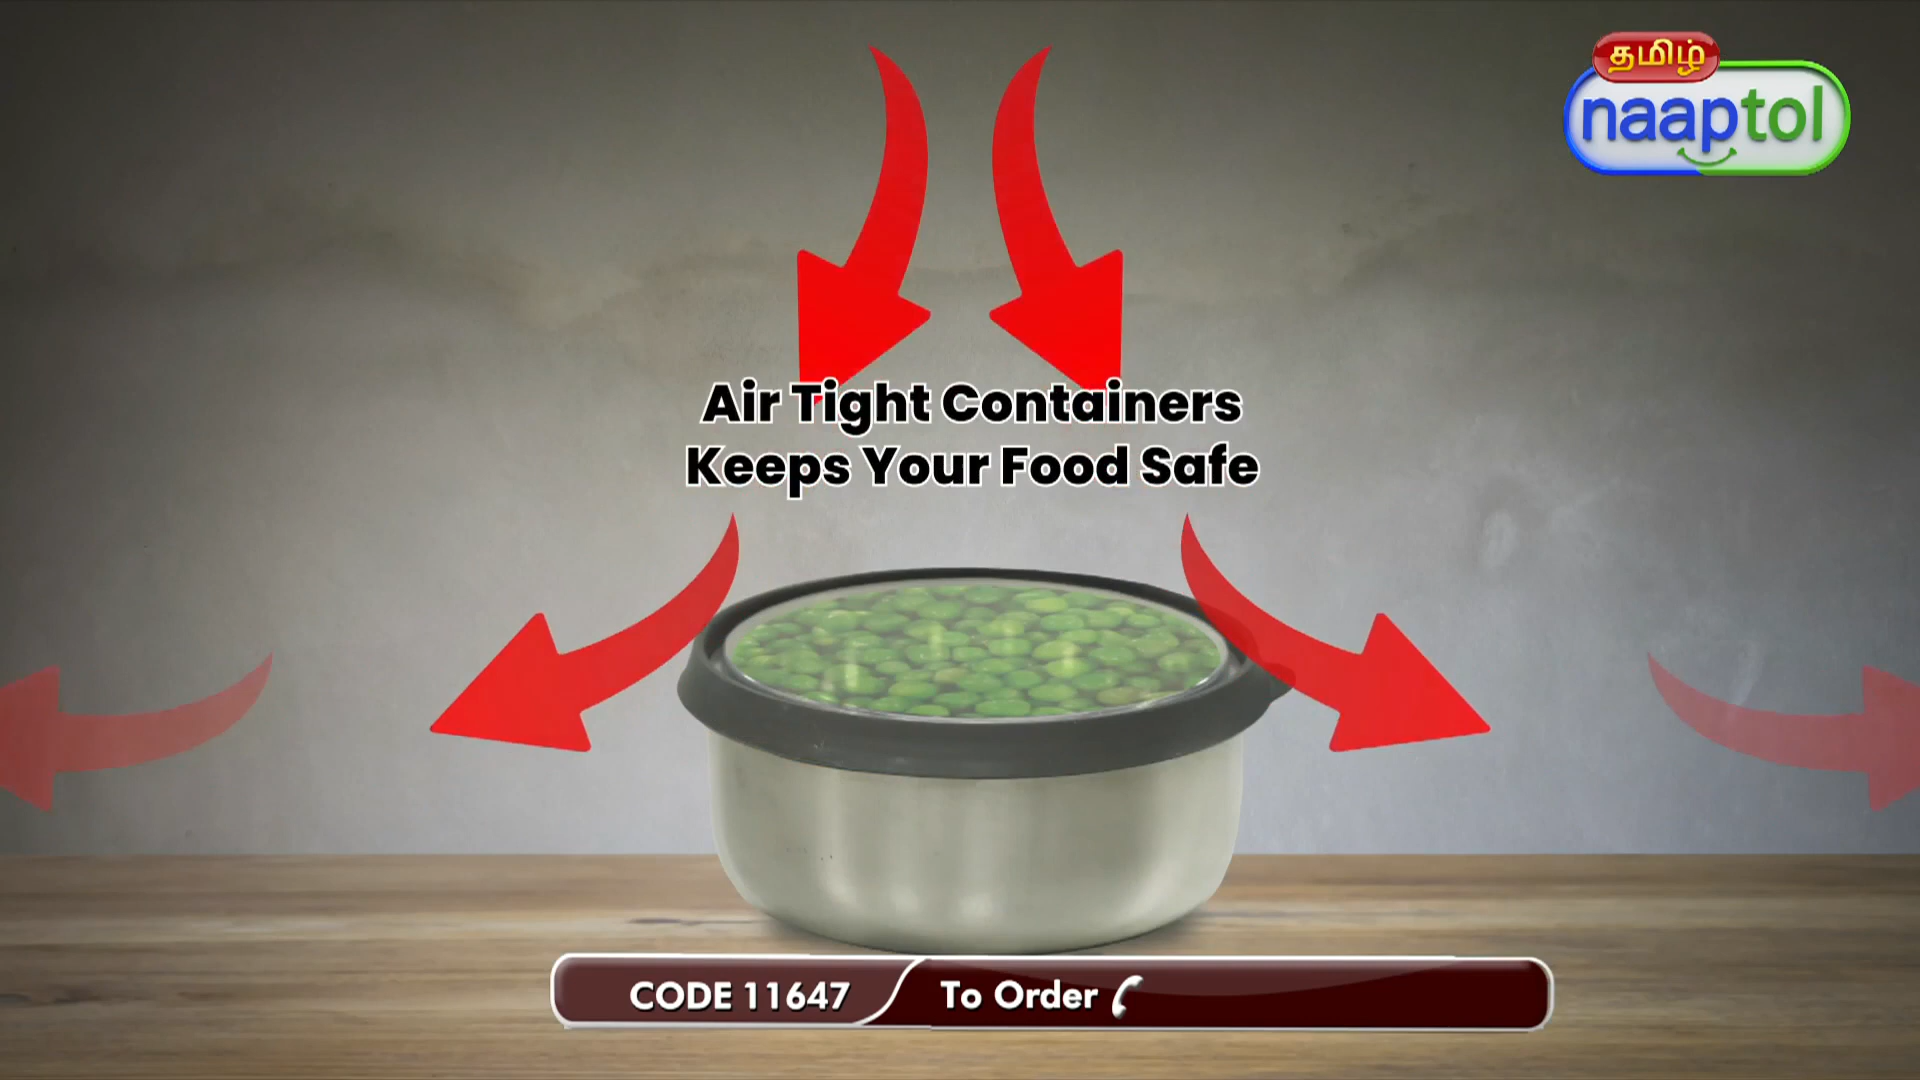 தமிழ்
naaptol
Air Tight Containers
Keeps Your Food Safe
CODE 11647
To Order